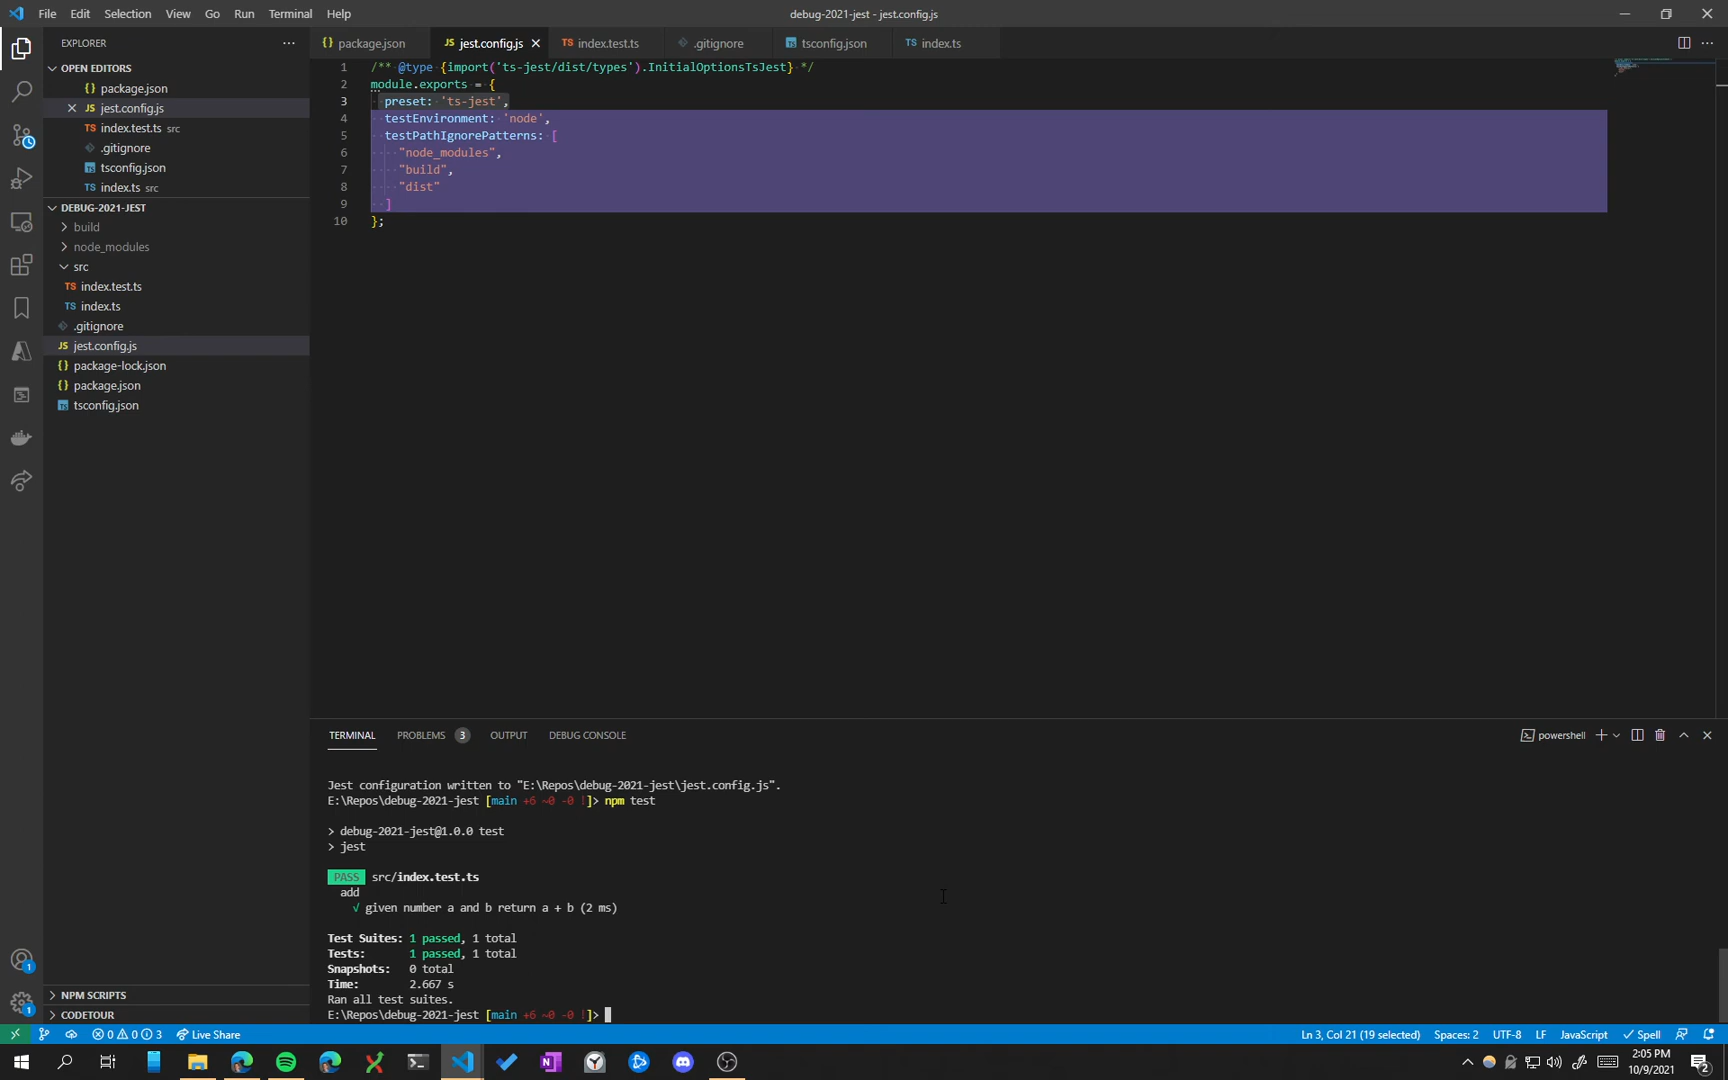 File Edit Selection View Go Run Terminal Help
debug-2021-jest - jest.config.js
EXPLORER
OPEN EDITORS
package.json
JS jest.config.js
TS index.test.ts src
.gitignore
tsconfig.json
TS index.ts src
DEBUG-2021-JEST
build
node_modules
src
TS index.test.ts
TS index.ts
.gitignore
JS jest.config.js
package-lock.json
package.json
tsconfig.json
NPM SCRIPTS
CODETOUR
package.json JS jest.config.js TS index.test.ts .gitignore tsconfig.json TS index.ts
1 /** @type {import('ts-jest/dist/types').InitialOptionsTsJest} */
2 module.exports = {
3 preset: 'ts-jest',
4 testEnvironment: 'node',
5 testPathIgnorePatterns: [
6 "node_modules",
7 "build",
8 "dist"
9 ]
10 };
TERMINAL PROBLEMS 3 OUTPUT DEBUG CONSOLE
powershell
Jest configuration written to "E:\Repos\debug-2021-jest\jest.config.js".
E:\Repos\debug-2021-jest [main +6 ~0 -0 !]> npm test
> debug-2021-jest@1.0.0 test
> jest
PASS src/index.test.ts
add
√ given number a and b return a + b (2 ms)
Test Suites: 1 passed, 1 total
Tests: 1 passed, 1 total
Snapshots: 0 total
Time: 2.667 s
Ran all test suites.
E:\Repos\debug-2021-jest [main +6 ~0 -0 !]>
1
1
0 0 3 Live Share
Ln 3, Col 21 (19 selected) Spaces: 2 UTF-8 LF JavaScript Spell
2:05 PM
10/9/2021
2